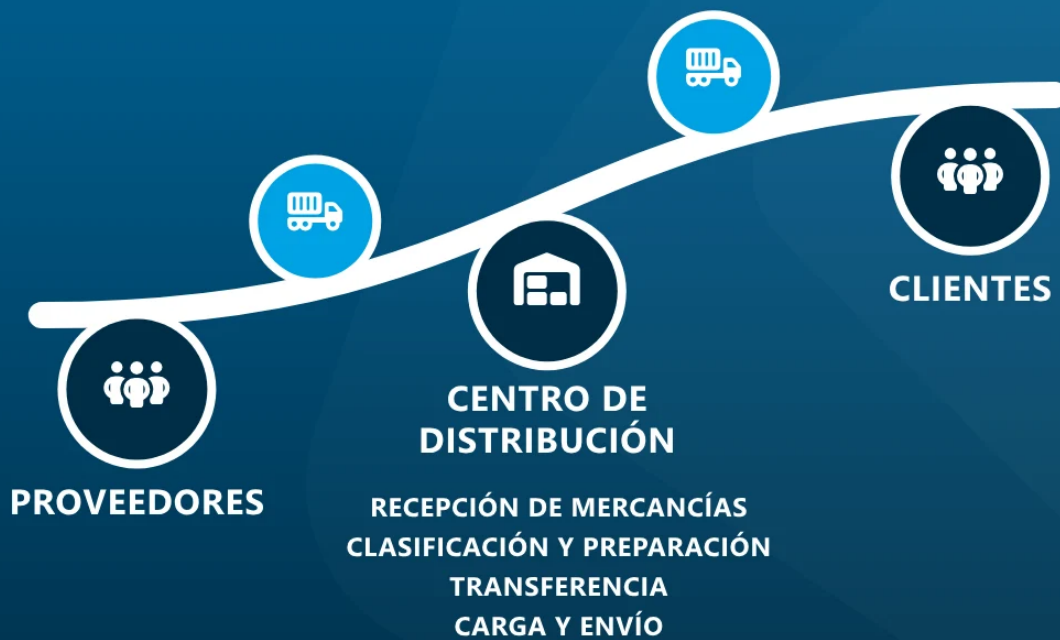 PROVEEDORES
CENTRO DE
DISTRIBUCIÓN
RECEPCIÓN DE MERCANCÍAS
CLASIFICACIÓN Y PREPARACIÓN
TRANSFERENCIA
CARGA Y ENVÍO
CLIENTES